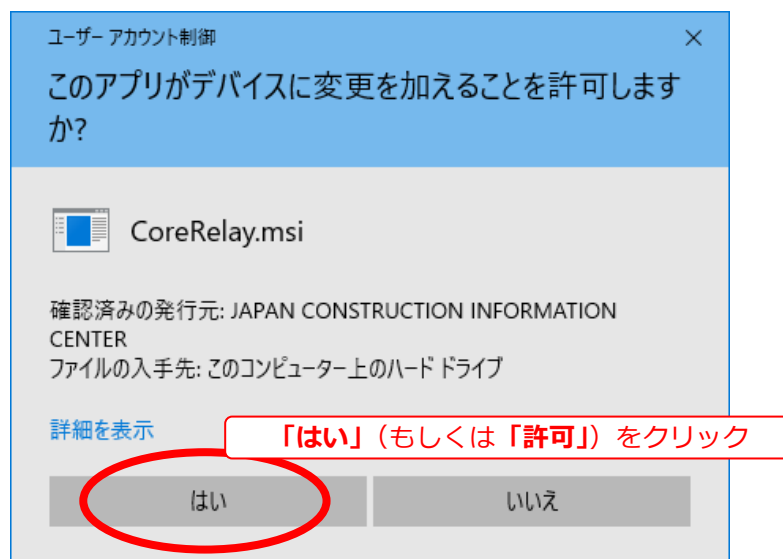 ユーザー アカウント制御
このアプリがデバイスに変更を加えることを許可します
か?
CoreRelay.msi
確認済みの発行元: JAPAN CONSTRUCTION INFORMATION
CENTER
ファイルの入手先: このコンピューター上のハード ドライブ
詳細を表示
「はい」（もしくは「許可」）をクリック
はい
いいえ